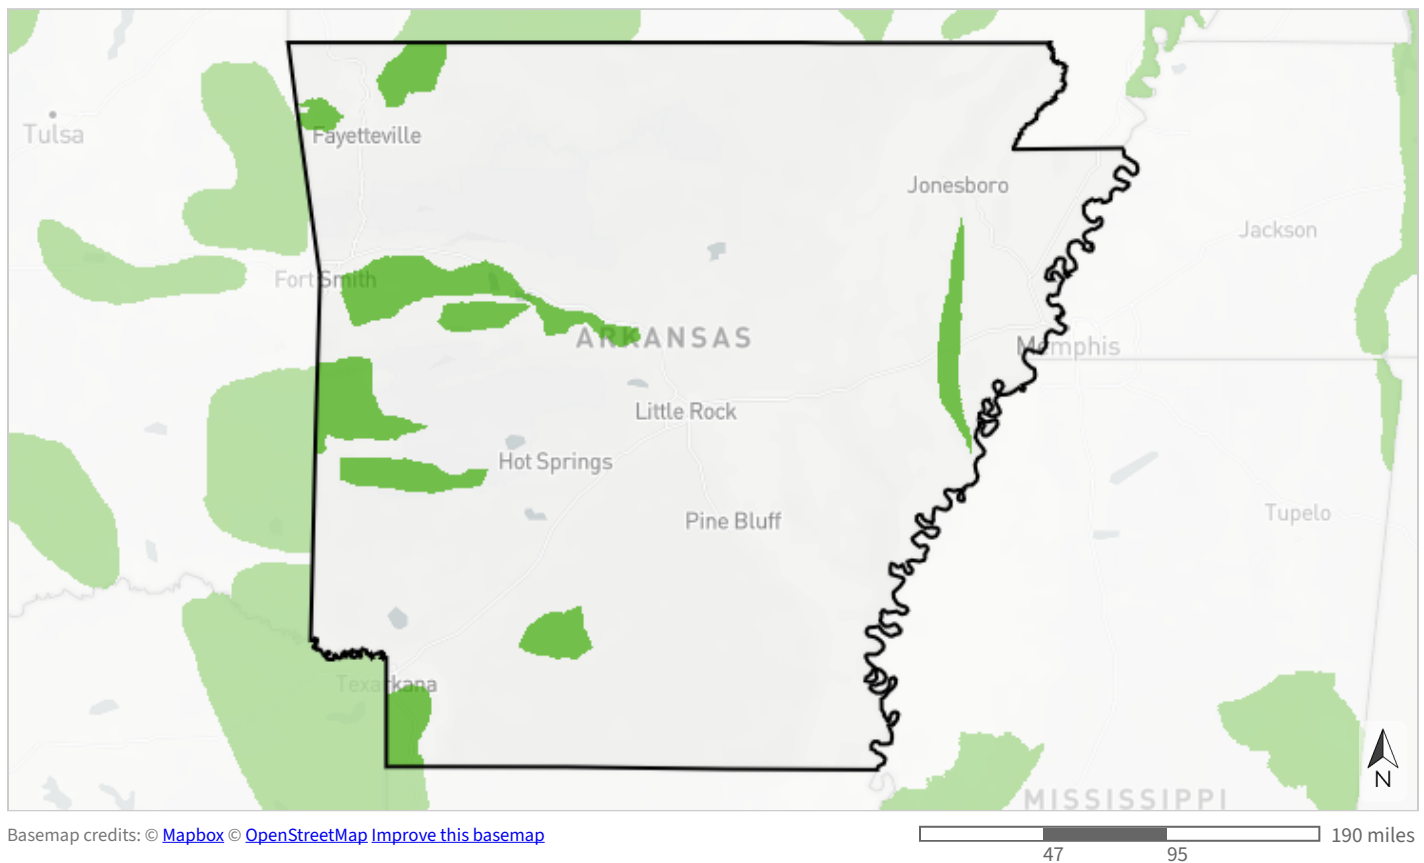 Tulsa
Fayetteville
Jonesboro
Jackson
Fort Smith
ARKANSAS
Memphis
Little Rock
Hot Springs
Pine Bluff
Tupelo
Texarkana
MISSISSIPPI
N
Basemap credits: © Mapbox © OpenStreetMap Improve this basemap
190 miles
47 95